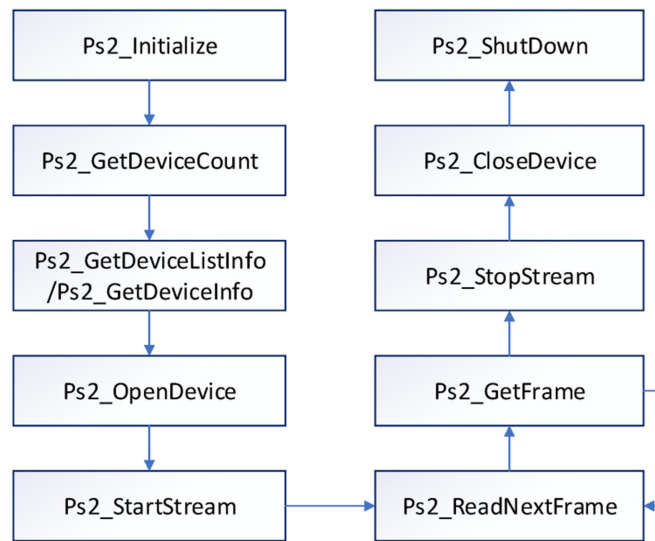 Ps2_Initialize
Ps2_GetDeviceCount
Ps2_GetDeviceListInfo
/Ps2_GetDeviceInfo
Ps2_OpenDevice
Ps2_StartStream
Ps2_ShutDown
Ps2_CloseDevice
Ps2_StopStream
Ps2_GetFrame
Ps2_ReadNextFrame